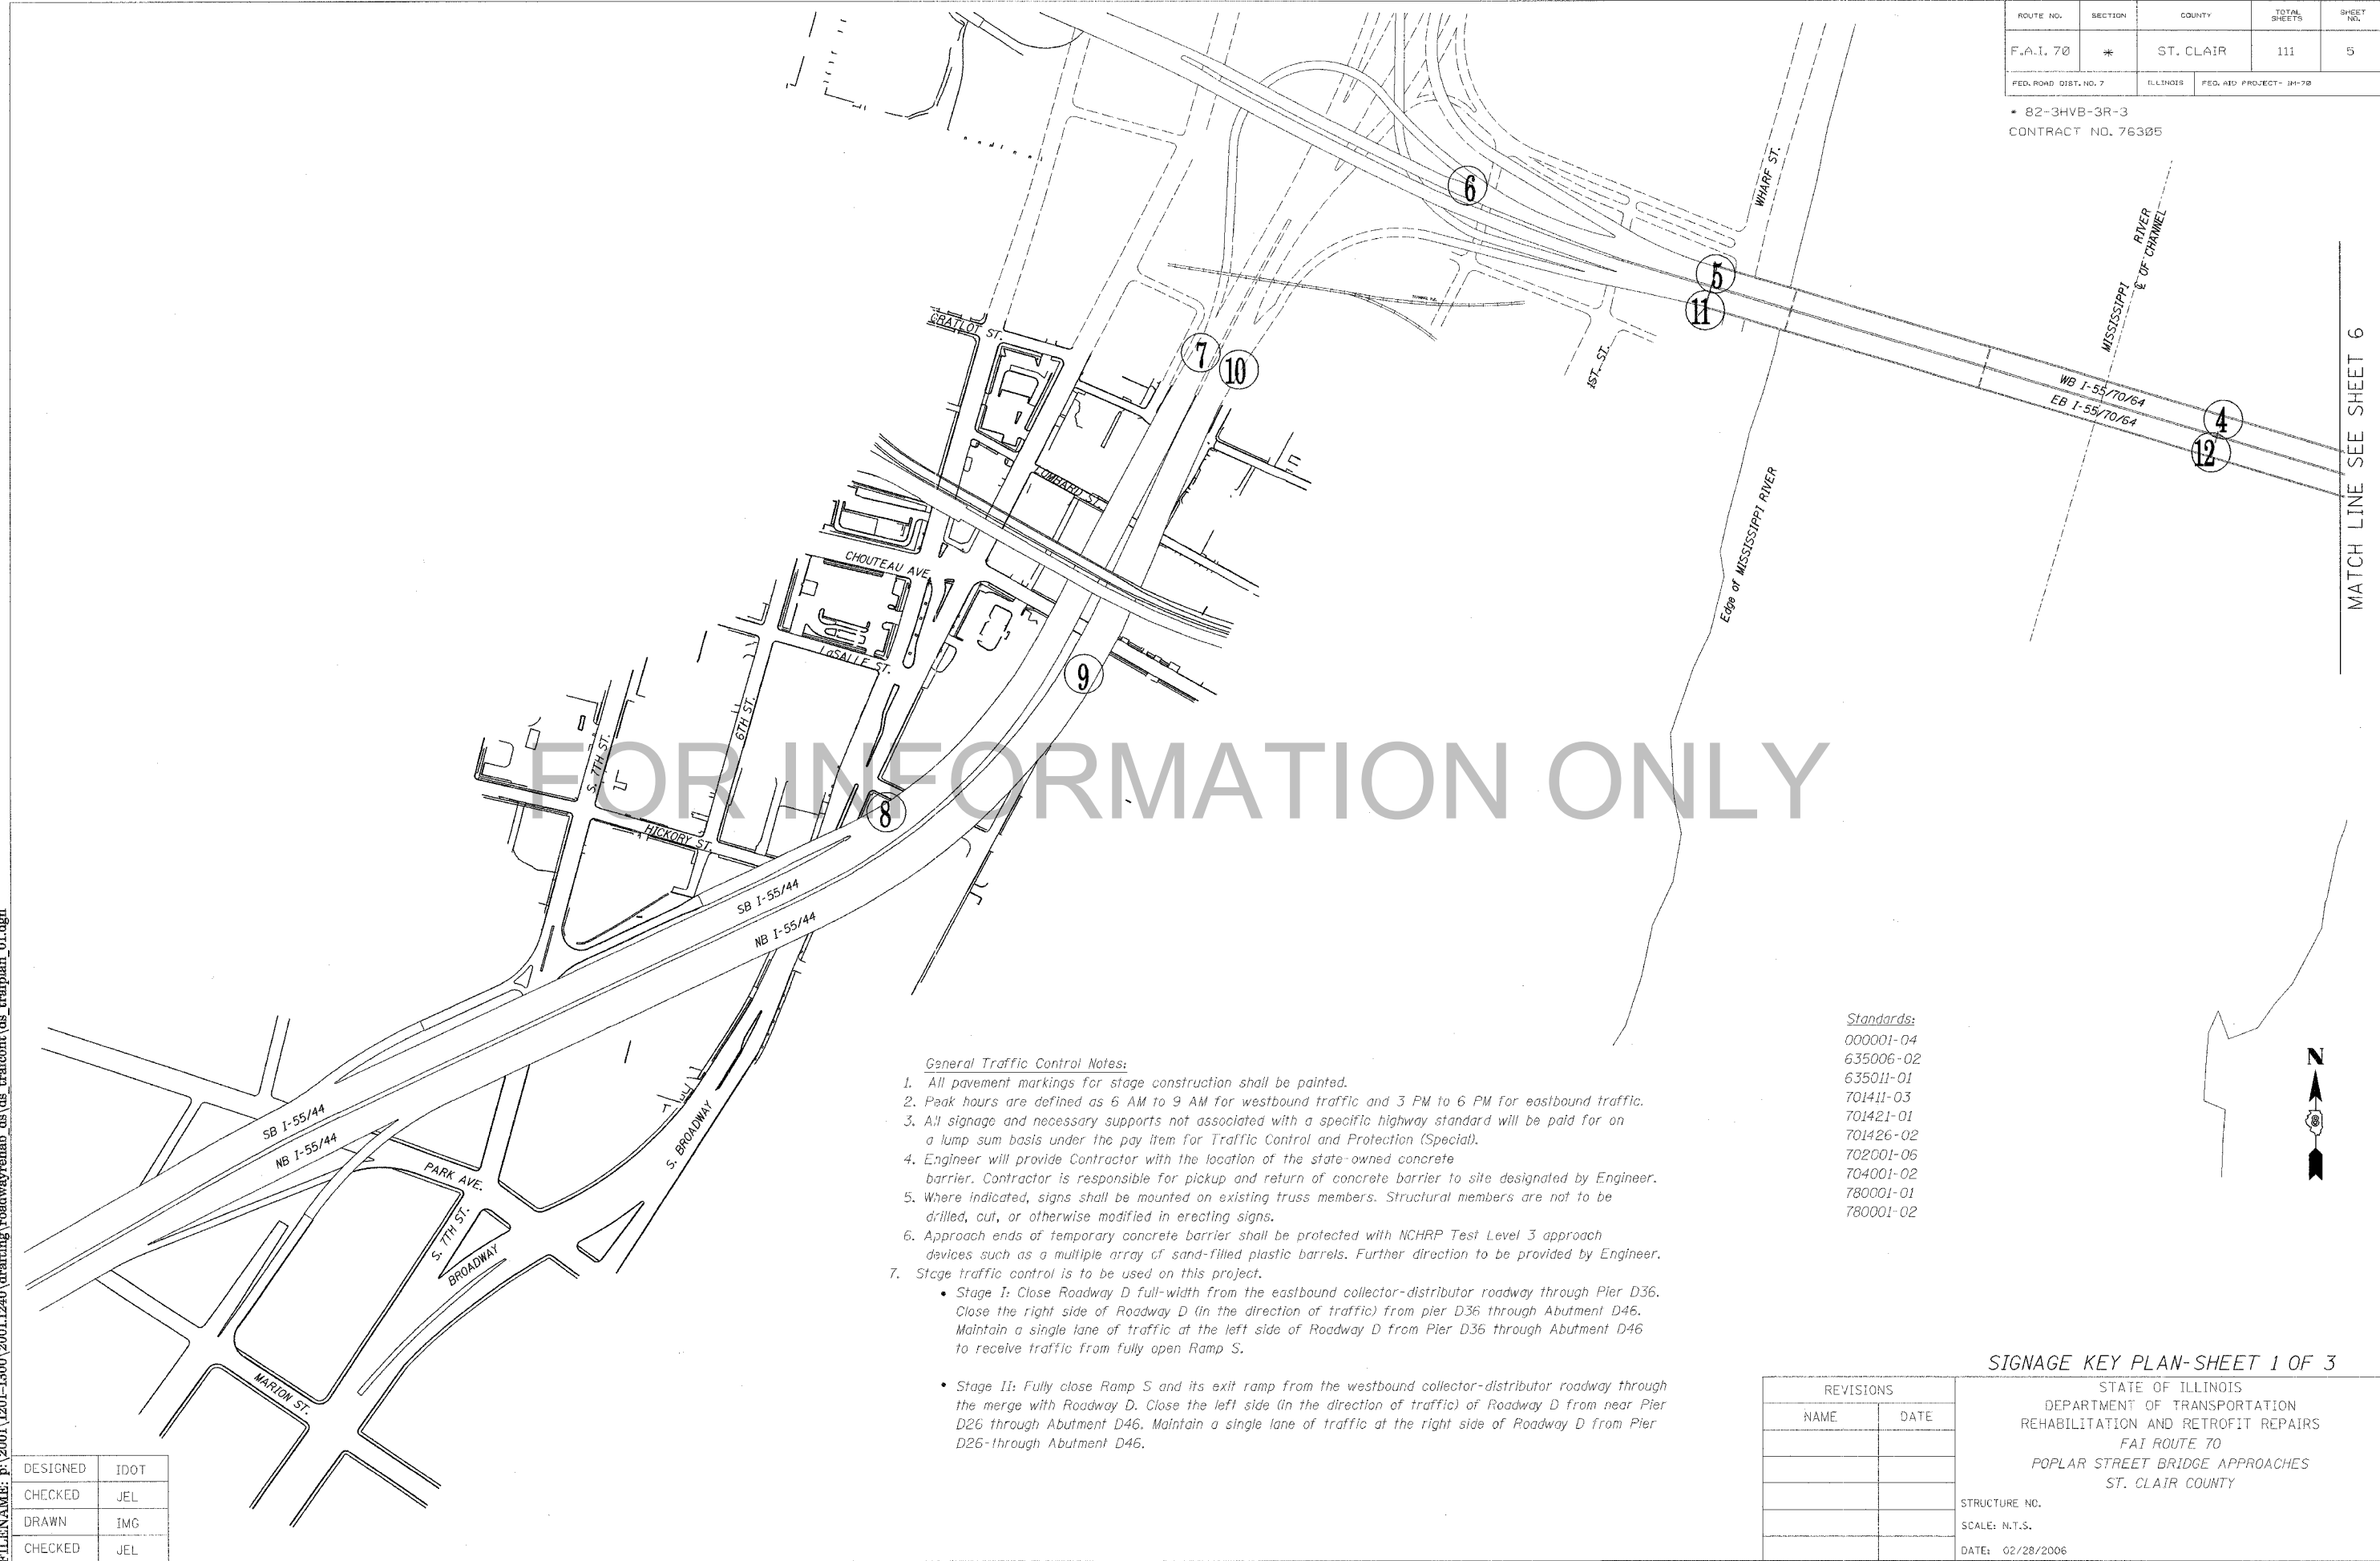 ROUTE NO. SECTION COUNTY TOTAL SHEETS SHEET NO.
F.A.I. 70 * ST. CLAIR 111 5
FED. ROAD DIST. NO. 7 ILLINOIS FED. AID PROJECT- IM-70
* 82-3HVB-3R-3
CONTRACT NO. 76305
WHARF ST.
6
5
11
MISSISSIPPI RIVER
℄ OF CHANNEL
GRATIOT ST.
7
10
1ST. ST.
WB I-55/70/64
EB I-55/70/64
4
12
MATCH LINE SEE SHEET 6
LOMBARD ST.
Edge of MISSISSIPPI RIVER
CHOUTEAU AVE.
LaSALLE ST.
9
6TH ST.
S. 7TH ST.
FOR INFORMATION ONLY
8
HICKORY ST.
SB I-55/44
NB I-55/44
SB I-55/44
NB I-55/44
PARK AVE.
S. BROADWAY
S. 7TH ST.
BROADWAY
MARION ST.
General Traffic Control Notes:
1. All pavement markings for stage construction shall be painted.
2. Peak hours are defined as 6 AM to 9 AM for westbound traffic and 3 PM to 6 PM for eastbound traffic.
3. All signage and necessary supports not associated with a specific highway standard will be paid for on
a lump sum basis under the pay item for Traffic Control and Protection (Special).
4. Engineer will provide Contractor with the location of the state-owned concrete
barrier. Contractor is responsible for pickup and return of concrete barrier to site designated by Engineer.
5. Where indicated, signs shall be mounted on existing truss members. Structural members are not to be
drilled, cut, or otherwise modified in erecting signs.
6. Approach ends of temporary concrete barrier shall be protected with NCHRP Test Level 3 approach
devices such as a multiple array of sand-filled plastic barrels. Further direction to be provided by Engineer.
7. Stage traffic control is to be used on this project.
• Stage I: Close Roadway D full-width from the eastbound collector-distributor roadway through Pier D36.
Close the right side of Roadway D (in the direction of traffic) from pier D36 through Abutment D46.
Maintain a single lane of traffic at the left side of Roadway D from Pier D36 through Abutment D46
to receive traffic from fully open Ramp S.
• Stage II: Fully close Ramp S and its exit ramp from the westbound collector-distributor roadway through
the merge with Roadway D. Close the left side (in the direction of traffic) of Roadway D from near Pier
D26 through Abutment D46. Maintain a single lane of traffic at the right side of Roadway D from Pier
D26-through Abutment D46.
Standards:
000001-04
635006-02
635011-01
701411-03
701421-01
701426-02
702001-06
704001-02
780001-01
780001-02
N
SIGNAGE KEY PLAN-SHEET 1 OF 3
REVISIONS
NAME DATE
STATE OF ILLINOIS
DEPARTMENT OF TRANSPORTATION
REHABILITATION AND RETROFIT REPAIRS
FAI ROUTE 70
POPLAR STREET BRIDGE APPROACHES
ST. CLAIR COUNTY
STRUCTURE NO.
SCALE: N.T.S.
DATE: 02/28/2006
DESIGNED IDOT
CHECKED JEL
DRAWN IMG
CHECKED JEL